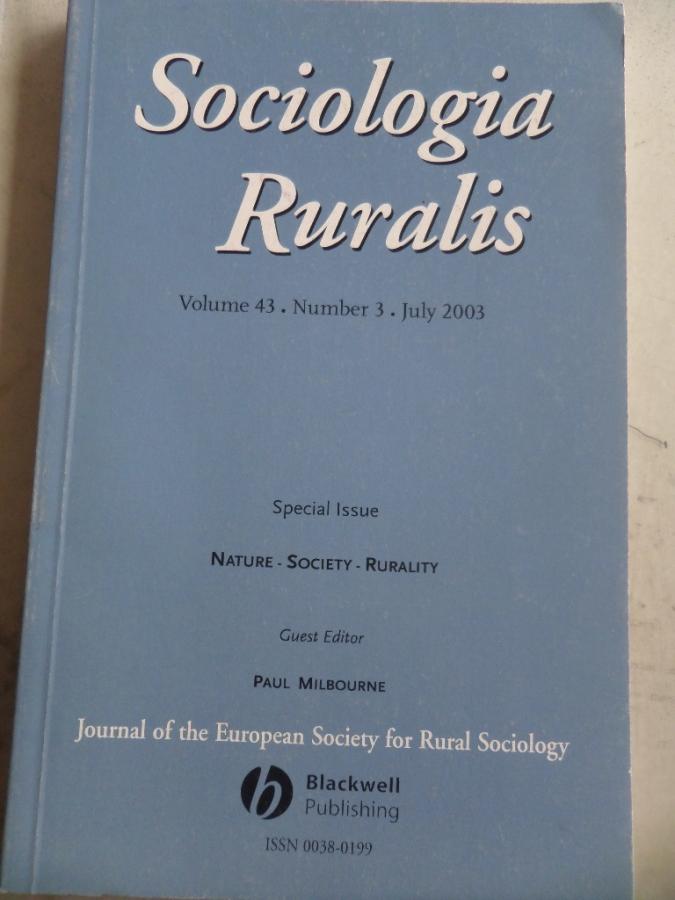 Sociologia
Ruralis
Volume 43 . Number 3 . July 2003
Special Issue
NATURE - SOCIETY - RURALITY
Guest Editor
PAUL MILBOURNE
Journal of the European Society for Rural Sociology
Blackwell
Publishing
ISSN 0038-0199